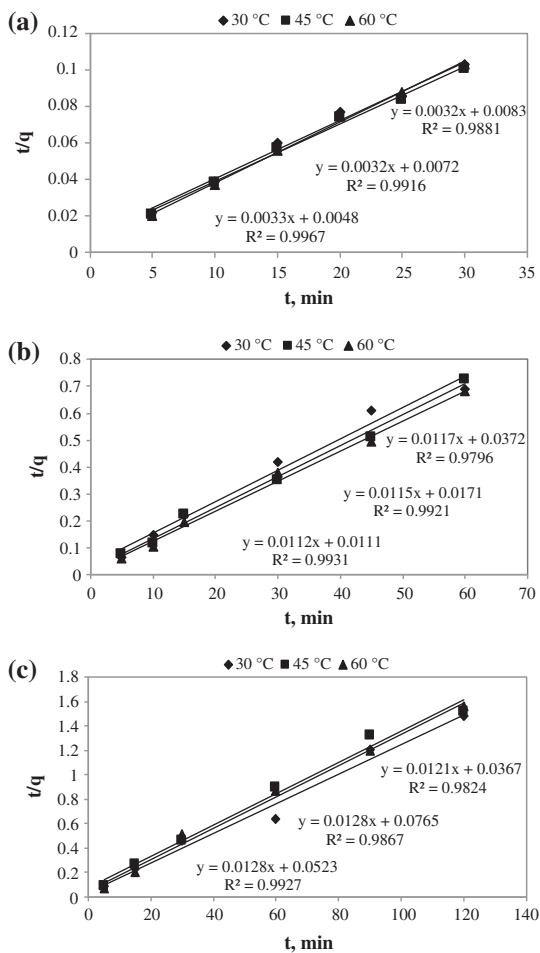 (a)
◆ 30 °C ■ 45 °C ▲ 60 °C
0.12
0.1
0.08
0.06
0.04
0.02
0
t/q
y = 0.0032x + 0.0083
R² = 0.9881
y = 0.0032x + 0.0072
R² = 0.9916
y = 0.0033x + 0.0048
R² = 0.9967
0 5 10 15 20 25 30 35
t, min
(b)
◆ 30 °C ■ 45 °C ▲ 60 °C
0.8
0.7
0.6
0.5
0.4
0.3
0.2
0.1
0
t/q
y = 0.0117x + 0.0372
R² = 0.9796
y = 0.0115x + 0.0171
R² = 0.9921
y = 0.0112x + 0.0111
R² = 0.9931
0 10 20 30 40 50 60 70
t, min
(c)
◆ 30 °C ■ 45 °C ▲ 60 °C
1.8
1.6
1.4
1.2
1
0.8
0.6
0.4
0.2
0
t/q
y = 0.0121x + 0.0367
R² = 0.9824
y = 0.0128x + 0.0765
R² = 0.9867
y = 0.0128x + 0.0523
R² = 0.9927
0 20 40 60 80 100 120 140
t, min